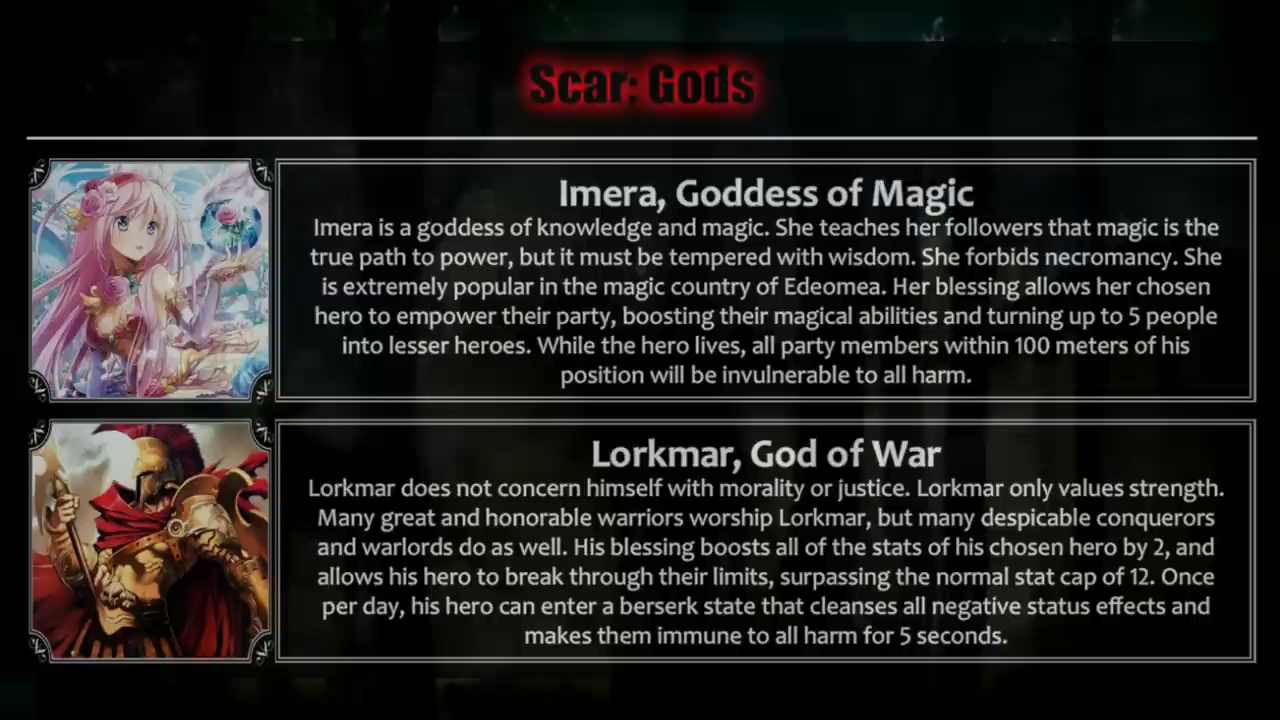 Scar: Gods
Imera, Goddess of Magic
Imera is a goddess of knowledge and magic. She teaches her followers that magic is the
true path to power, but it must be tempered with wisdom. She forbids necromancy. She
is extremely popular in the magic country of Edeomea. Her blessing allows her chosen
hero to empower their party, boosting their magical abilities and turning up to 5 people
into lesser heroes. While the hero lives, all party members within 100 meters of his
position will be invulnerable to all harm.
Lorkmar, God of War
Lorkmar does not concern himself with morality or justice. Lorkmar only values strength.
Many great and honorable warriors worship Lorkmar, but many despicable conquerors
and warlords do as well. His blessing boosts all of the stats of his chosen hero by 2, and
allows his hero to break through their limits, surpassing the normal stat cap of 12. Once
per day, his hero can enter a berserk state that cleanses all negative status effects and
makes them immune to all harm for 5 seconds.